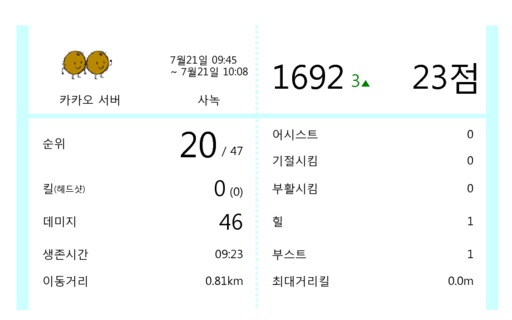 7월21일 09:45
~ 7월21일 10:08
카카오 서버
사녹
1692 3▲
23점
순위 20 / 47
킬(헤드샷) 0 (0)
데미지 46
생존시간 09:23
이동거리 0.81km
어시스트 0
기절시킴 0
부활시킴 0
힐 1
부스트 1
최대거리킬 0.0m